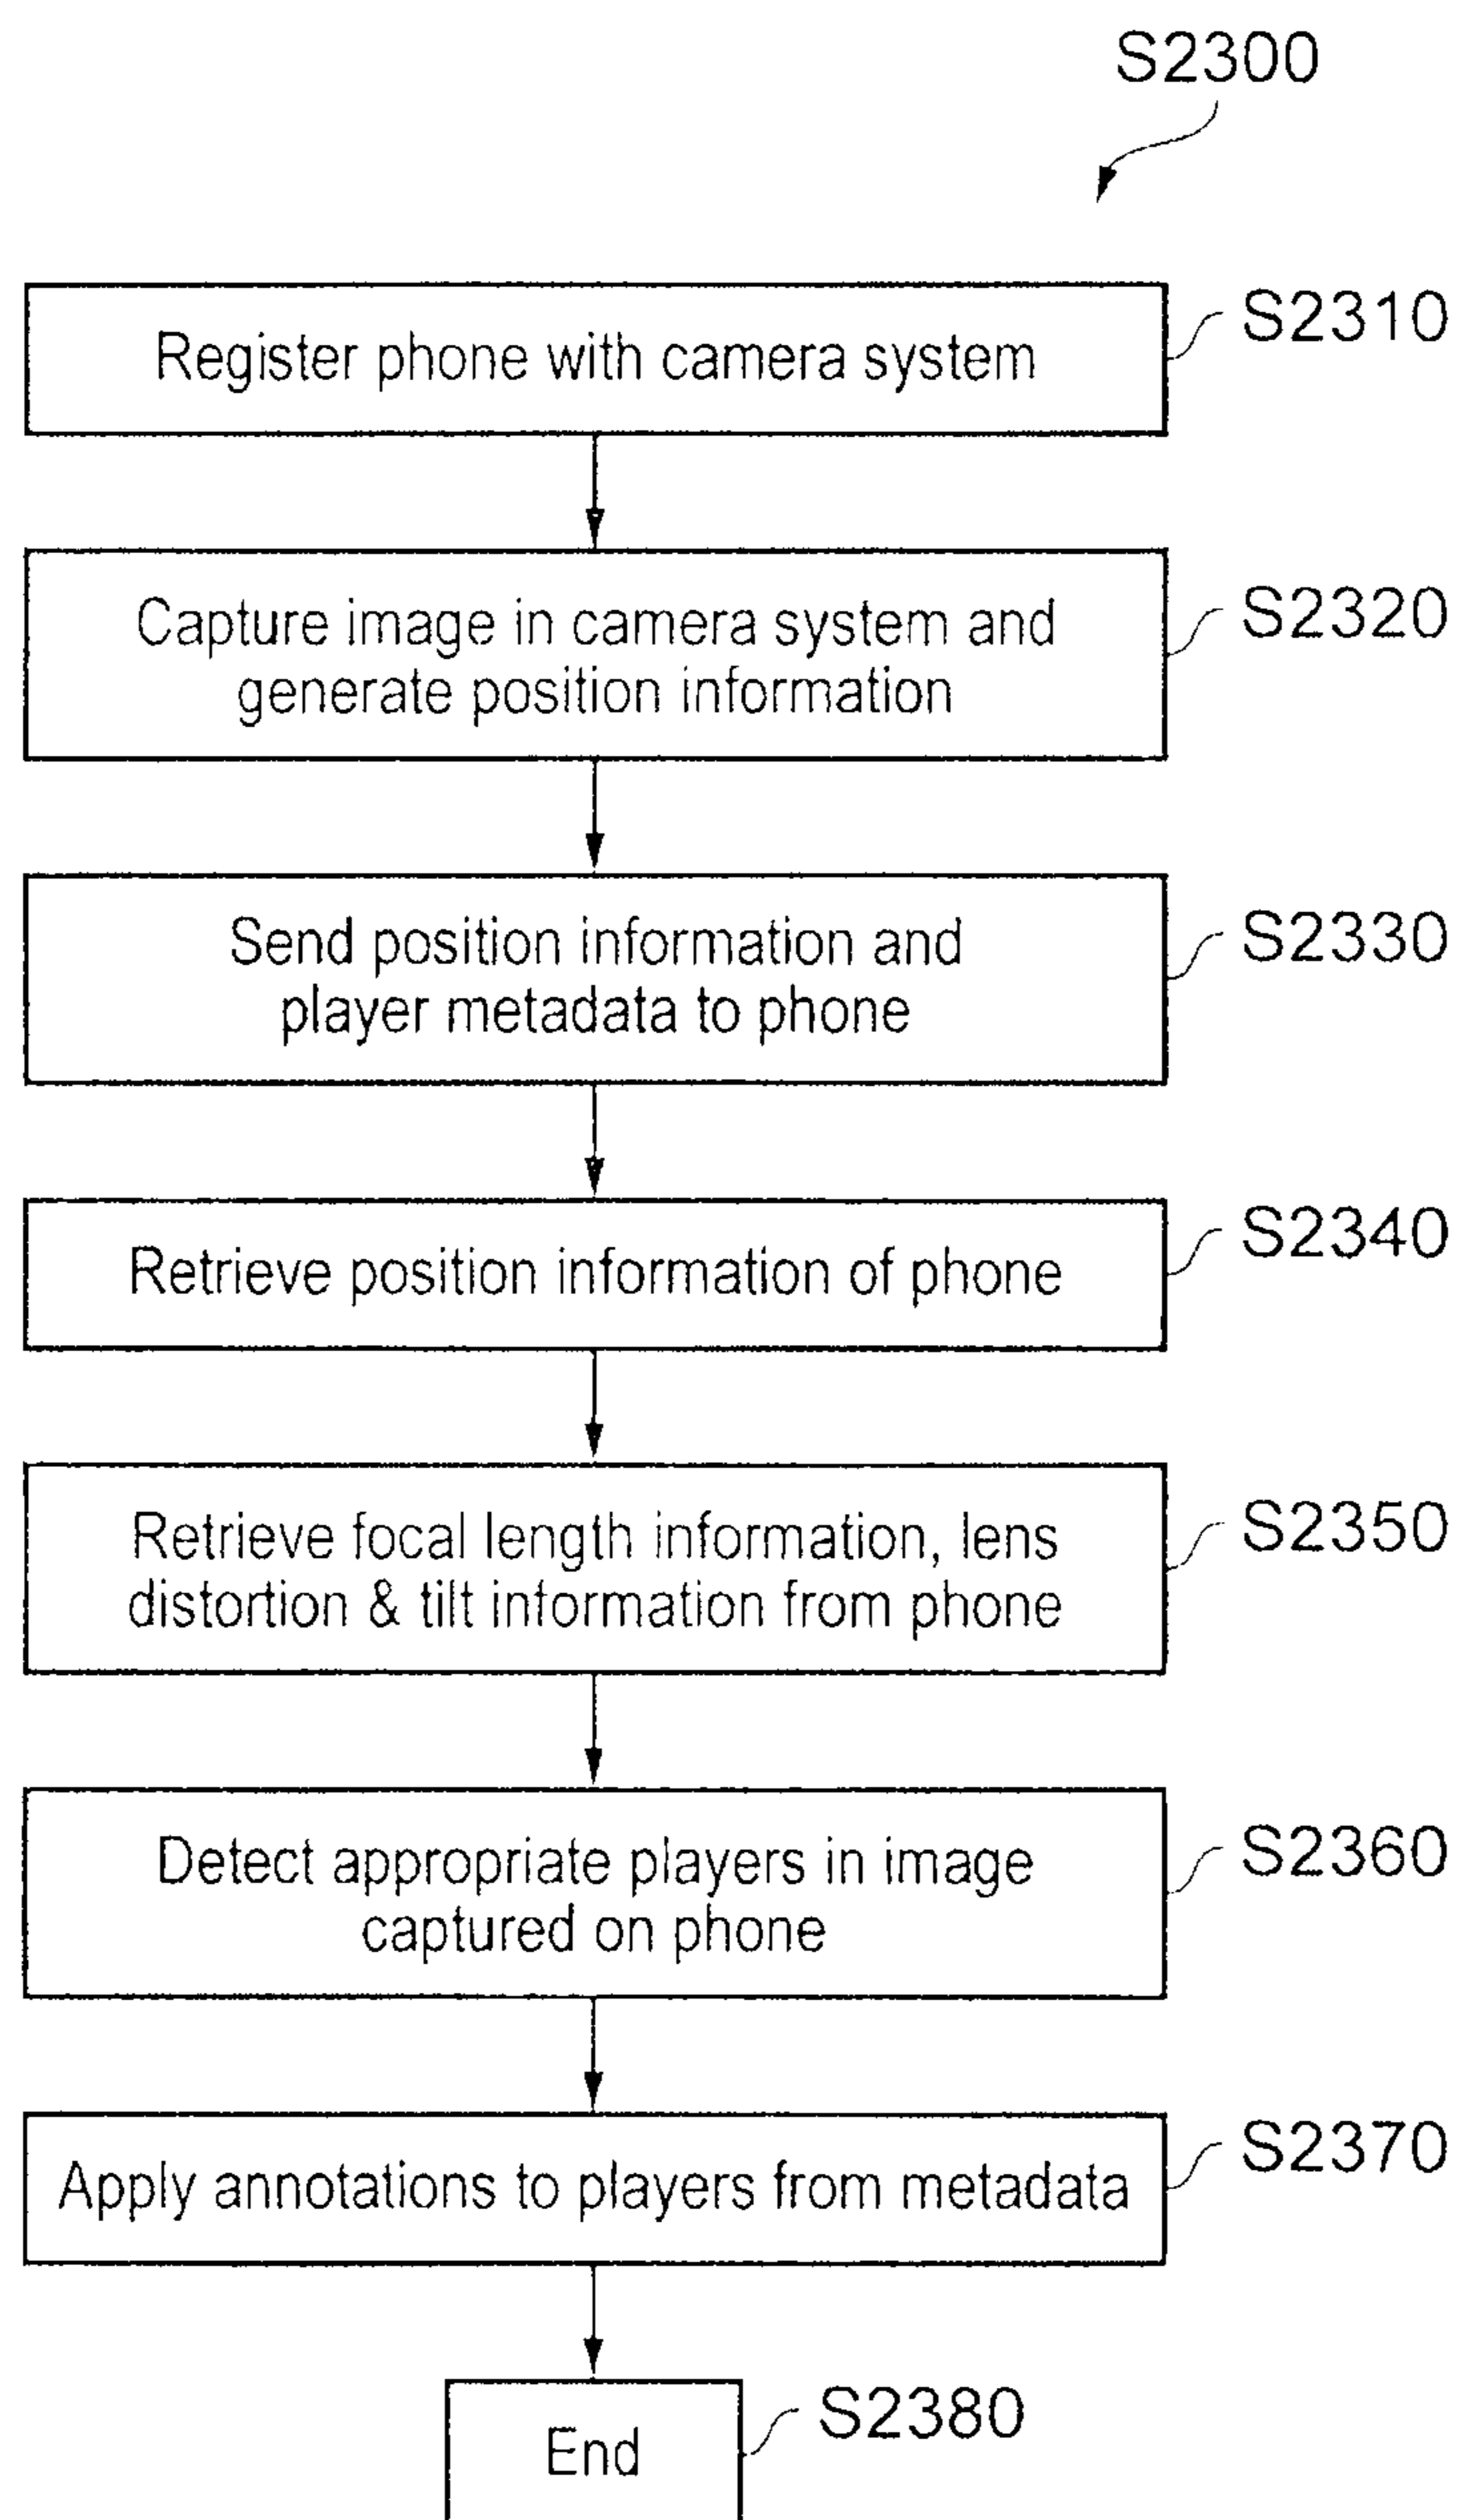 S2300
Register phone with camera system
S2310
Capture image in camera system and
generate position information
S2320
Send position information and
player metadata to phone
S2330
Retrieve position information of phone
S2340
Retrieve focal length information, lens
distortion & tilt information from phone
S2350
Detect appropriate players in image
captured on phone
S2360
Apply annotations to players from metadata
S2370
End
S2380